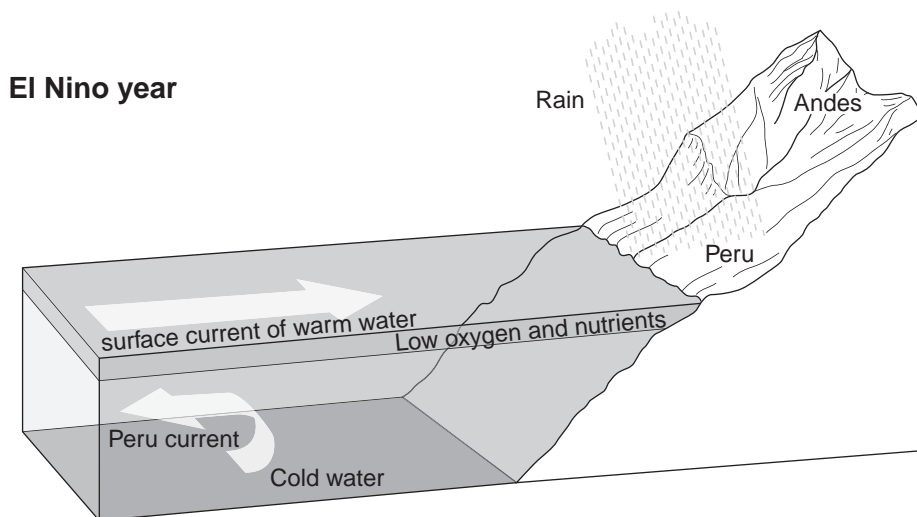 El Nino year
Rain
Andes
Peru
surface current of warm water
Low oxygen and nutrients
Peru current
Cold water